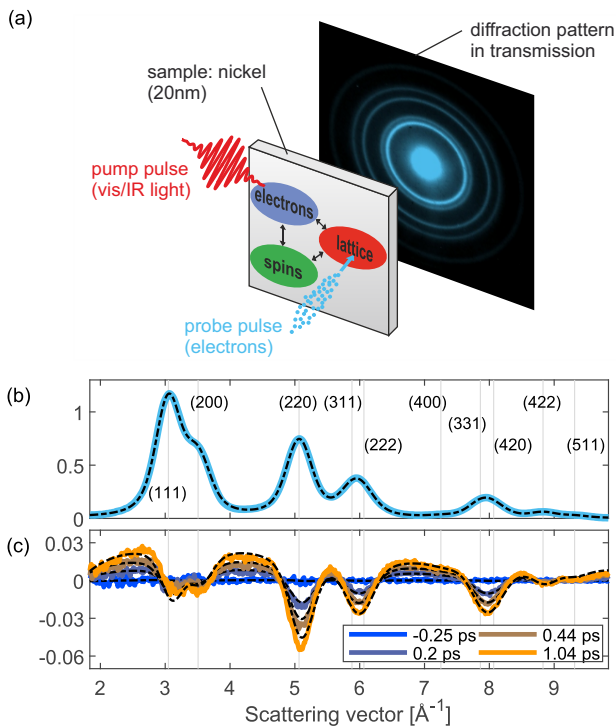 (a)
diffraction pattern
in transmission
sample: nickel
(20nm)
pump pulse
(vis/IR light)
electrons
lattice
spins
probe pulse
(electrons)
(b)
1
0.5
0
(111)
(200)
(220)
(311)
(222)
(400)
(331)
(420)
(422)
(511)
(c)
0.03
0
-0.03
-0.06
-0.25 ps
0.2 ps
0.44 ps
1.04 ps
2 3 4 5 6 7 8 9
Scattering vector [Å⁻¹]